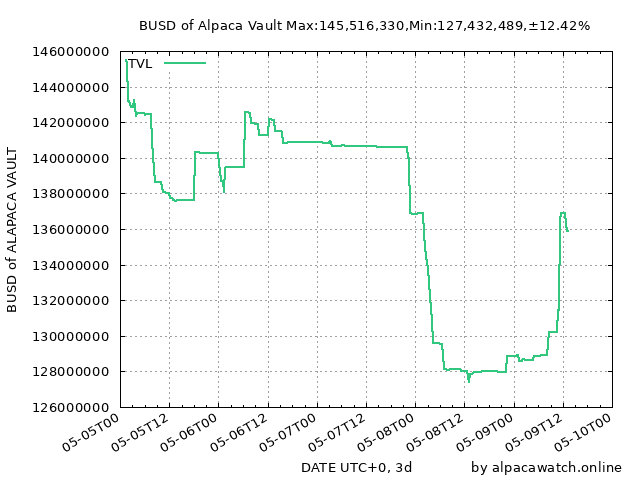 BUSD of Alpaca Vault Max:145,516,330,Min:127,432,489,±12.42%
TVL
146000000
144000000
142000000
140000000
138000000
136000000
134000000
132000000
130000000
128000000
126000000
BUSD of ALAPACA VAULT
05-05T00
05-05T12
05-06T00
05-06T12
05-07T00
05-07T12
05-08T00
05-08T12
05-09T00
05-09T12
05-10T00
DATE UTC+0, 3d
by alpacawatch.online